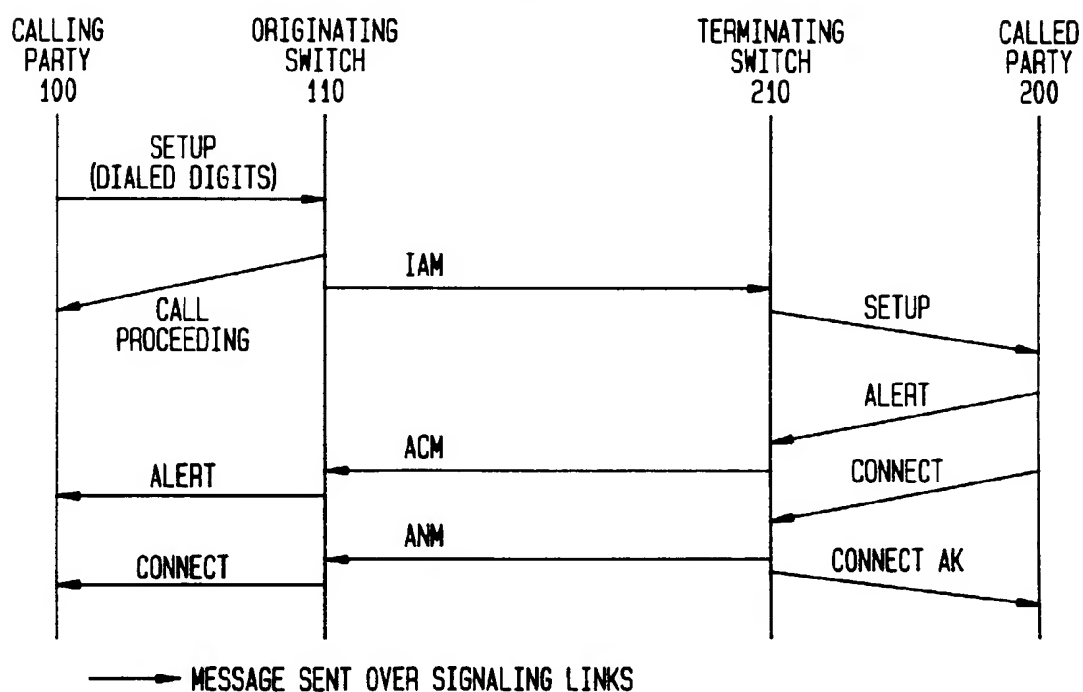 CALLING
PARTY
100
ORIGINATING
SWITCH
110
TERMINATING
SWITCH
210
CALLED
PARTY
200
SETUP
(DIALED DIGITS)
IAM
CALL
PROCEEDING
SETUP
ALERT
ACM
ALERT
CONNECT
ANM
CONNECT
CONNECT AK
MESSAGE SENT OVER SIGNALING LINKS